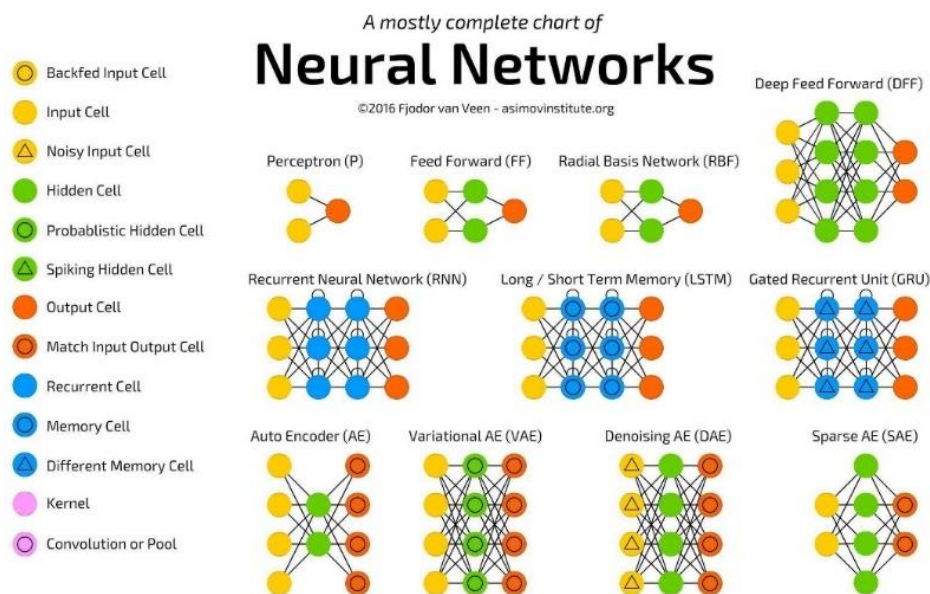 A mostly complete chart of
Neural Networks
©2016 Fjodor van Veen - asimovinstitute.org
Backfed Input Cell
Input Cell
Noisy Input Cell
Hidden Cell
Probablistic Hidden Cell
Spiking Hidden Cell
Output Cell
Match Input Output Cell
Recurrent Cell
Memory Cell
Different Memory Cell
Kernel
Convolution or Pool
Deep Feed Forward (DFF)
Perceptron (P)
Feed Forward (FF)
Radial Basis Network (RBF)
Recurrent Neural Network (RNN)
Long / Short Term Memory (LSTM)
Gated Recurrent Unit (GRU)
Auto Encoder (AE)
Variational AE (VAE)
Denoising AE (DAE)
Sparse AE (SAE)